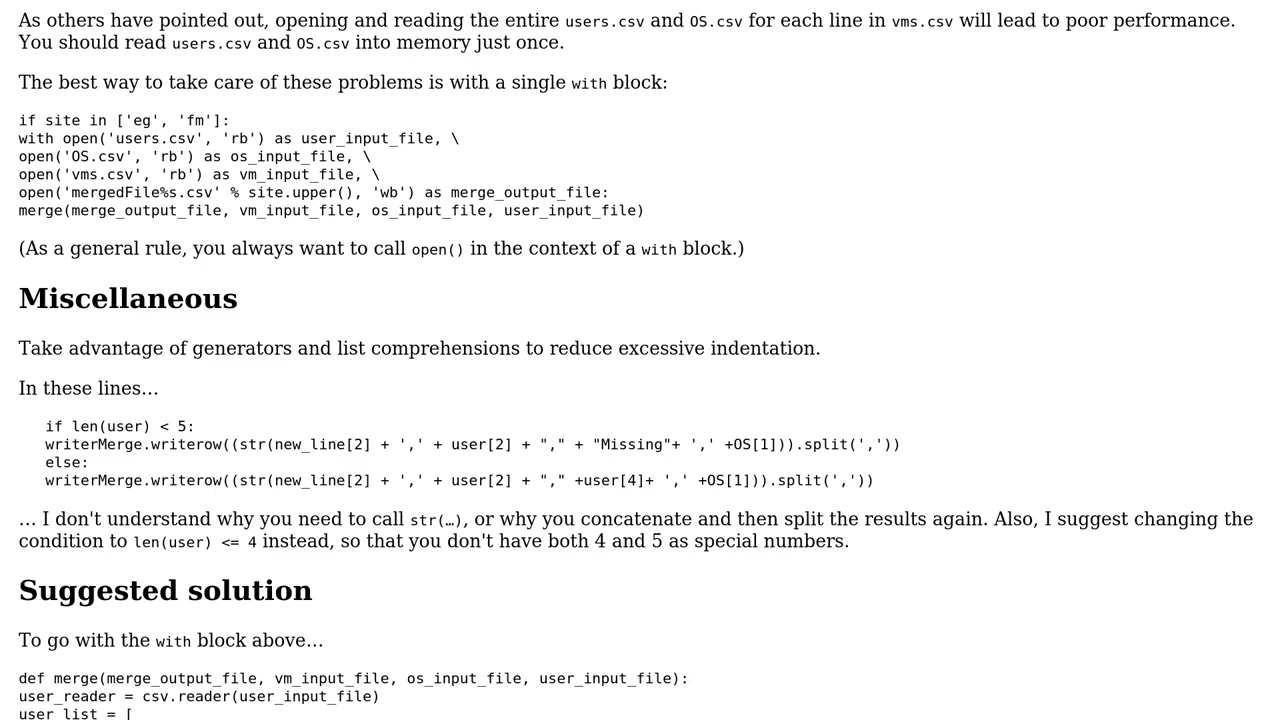 As others have pointed out, opening and reading the entire users.csv and OS.csv for each line in vms.csv will lead to poor performance.
You should read users.csv and OS.csv into memory just once.
The best way to take care of these problems is with a single with block:
if site in ['eg', 'fm']:
with open('users.csv', 'rb') as user_input_file, \
open('OS.csv', 'rb') as os_input_file, \
open('vms.csv', 'rb') as vm_input_file, \
open('mergedFile%s.csv' % site.upper(), 'wb') as merge_output_file:
merge(merge_output_file, vm_input_file, os_input_file, user_input_file)
(As a general rule, you always want to call open() in the context of a with block.)
Miscellaneous
Take advantage of generators and list comprehensions to reduce excessive indentation.
In these lines…
if len(user) < 5:
writerMerge.writerow((str(new_line[2] + ',' + user[2] + "," + "Missing"+ ',' +OS[1])).split(','))
else:
writerMerge.writerow((str(new_line[2] + ',' + user[2] + "," +user[4]+ ',' +OS[1])).split(','))
… I don't understand why you need to call str(…), or why you concatenate and then split the results again. Also, I suggest changing the
condition to len(user) <= 4 instead, so that you don't have both 4 and 5 as special numbers.
Suggested solution
To go with the with block above…
def merge(merge_output_file, vm_input_file, os_input_file, user_input_file):
user_reader = csv.reader(user_input_file)
user_list = [